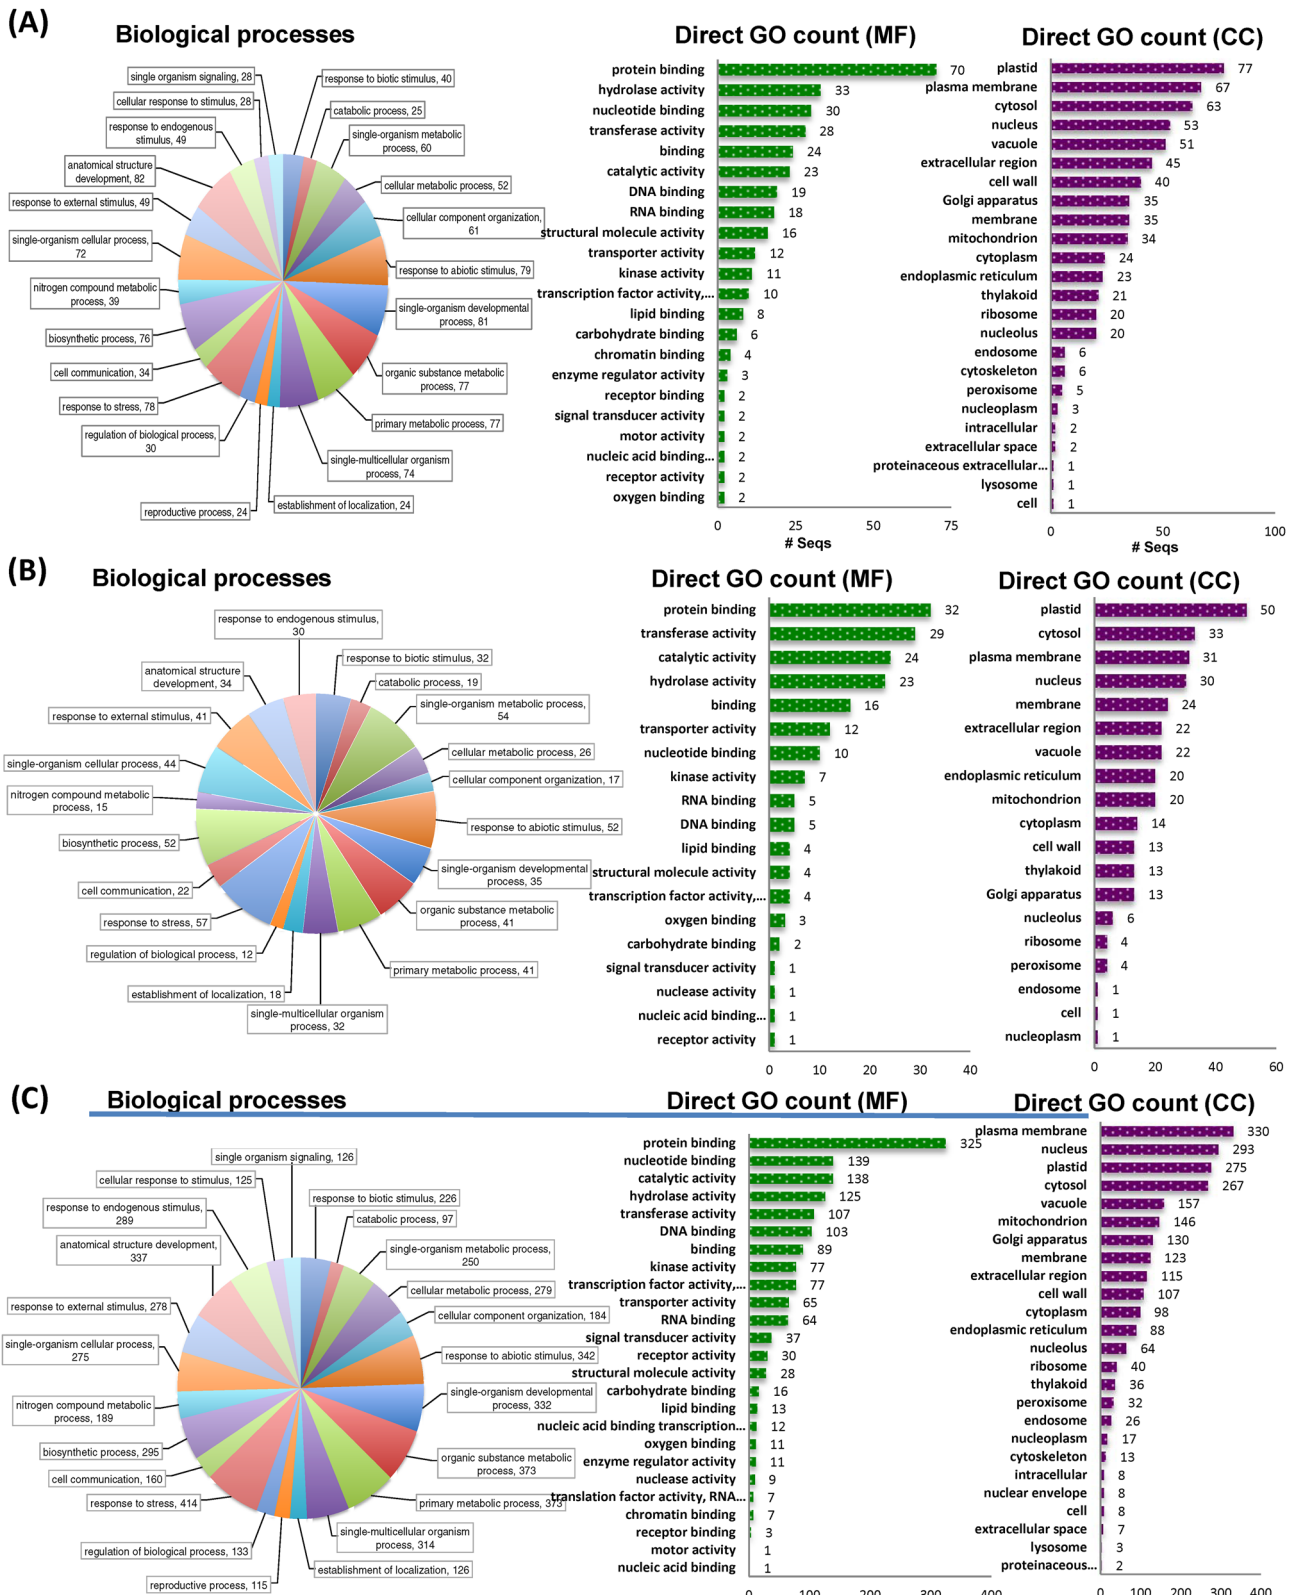 (A)
Biological processes
single organism signaling, 28
response to biotic stimulus, 40
cellular response to stimulus, 28
catabolic process, 25
response to endogenous
stimulus, 49
single-organism metabolic
process, 60
anatomical structure
development, 82
cellular metabolic process, 52
response to external stimulus, 49
cellular component organization,
61
single-organism cellular process,
72
response to abiotic stimulus, 79
nitrogen compound metabolic
process, 39
single-organism developmental
process, 81
biosynthetic process, 76
cell communication, 34
organic substance metabolic
process, 77
response to stress, 78
primary metabolic process, 77
regulation of biological process,
30
single-multicellular organism
process, 74
reproductive process, 24
establishment of localization, 24
Direct GO count (MF)
protein binding 70
hydrolase activity 33
nucleotide binding 30
transferase activity 28
binding 24
catalytic activity 23
DNA binding 19
RNA binding 18
structural molecule activity 16
transporter activity 12
kinase activity 11
transcription factor activity,... 10
lipid binding 8
carbohydrate binding 6
chromatin binding 4
enzyme regulator activity 3
receptor binding 2
signal transducer activity 2
motor activity 2
nucleic acid binding... 2
receptor activity 2
oxygen binding 2
0 25 50 75
# Seqs
Direct GO count (CC)
plastid 77
plasma membrane 67
cytosol 63
nucleus 53
vacuole 51
extracellular region 45
cell wall 40
Golgi apparatus 35
membrane 35
mitochondrion 34
cytoplasm 24
endoplasmic reticulum 23
thylakoid 21
ribosome 20
nucleolus 20
endosome 6
cytoskeleton 6
peroxisome 5
nucleoplasm 3
intracellular 2
extracellular space 2
proteinaceous extracellular... 1
lysosome 1
cell 1
0 50 100
# Seqs
(B)
Biological processes
response to endogenous stimulus,
30
response to biotic stimulus, 32
anatomical structure
development, 34
catabolic process, 19
response to external stimulus, 41
single-organism metabolic process,
54
single-organism cellular process, 44
cellular metabolic process, 26
cellular component organization, 17
nitrogen compound metabolic
process, 15
response to abiotic stimulus, 52
biosynthetic process, 52
single-organism developmental
process, 35
cell communication, 22
organic substance metabolic
process, 41
response to stress, 57
regulation of biological process, 12
primary metabolic process, 41
establishment of localization, 18
single-multicellular organism
process, 32
Direct GO count (MF)
protein binding 32
transferase activity 29
catalytic activity 24
hydrolase activity 23
binding 16
transporter activity 12
nucleotide binding 10
kinase activity 7
RNA binding 5
DNA binding 5
lipid binding 4
structural molecule activity 4
transcription factor activity,... 4
oxygen binding 3
carbohydrate binding 2
signal transducer activity 1
nuclease activity 1
nucleic acid binding... 1
receptor activity 1
0 10 20 30 40
Direct GO count (CC)
plastid 50
cytosol 33
plasma membrane 31
nucleus 30
membrane 24
extracellular region 22
vacuole 22
endoplasmic reticulum 20
mitochondrion 20
cytoplasm 14
cell wall 13
thylakoid 13
Golgi apparatus 13
nucleolus 6
ribosome 4
peroxisome 4
endosome 1
cell 1
nucleoplasm 1
0 20 40 60
(C)
Biological processes
single organism signaling, 126
cellular response to stimulus, 125
response to biotic stimulus, 226
response to endogenous stimulus,
289
catabolic process, 97
anatomical structure development,
337
single-organism metabolic process,
250
cellular metabolic process, 279
response to external stimulus, 278
cellular component organization, 184
single-organism cellular process,
275
response to abiotic stimulus, 342
nitrogen compound metabolic
process, 189
single-organism developmental
process, 332
biosynthetic process, 295
organic substance metabolic
process, 373
cell communication, 160
response to stress, 414
primary metabolic process, 373
single-multicellular organism
process, 314
regulation of biological process, 133
establishment of localization, 126
reproductive process, 115
Direct GO count (MF)
protein binding 325
nucleotide binding 139
catalytic activity 138
hydrolase activity 125
transferase activity 107
DNA binding 103
binding 89
kinase activity 77
transcription factor activity,... 77
transporter activity 65
RNA binding 64
signal transducer activity 37
receptor activity 30
structural molecule activity 28
carbohydrate binding 16
lipid binding 13
nucleic acid binding transcription... 12
oxygen binding 11
enzyme regulator activity 11
nuclease activity 9
translation factor activity, RNA... 7
chromatin binding 7
receptor binding 3
motor activity 1
nucleic acid binding 1
0 100 200 300 400
Direct GO count (CC)
plasma membrane 330
nucleus 293
plastid 275
cytosol 267
vacuole 157
mitochondrion 146
Golgi apparatus 130
membrane 123
extracellular region 115
cell wall 107
cytoplasm 98
endoplasmic reticulum 88
nucleolus 64
ribosome 40
thylakoid 36
peroxisome 32
endosome 26
nucleoplasm 17
cytoskeleton 13
intracellular 8
nuclear envelope 8
cell 8
extracellular space 7
lysosome 3
proteinaceous... 2
0 100 200 300 400